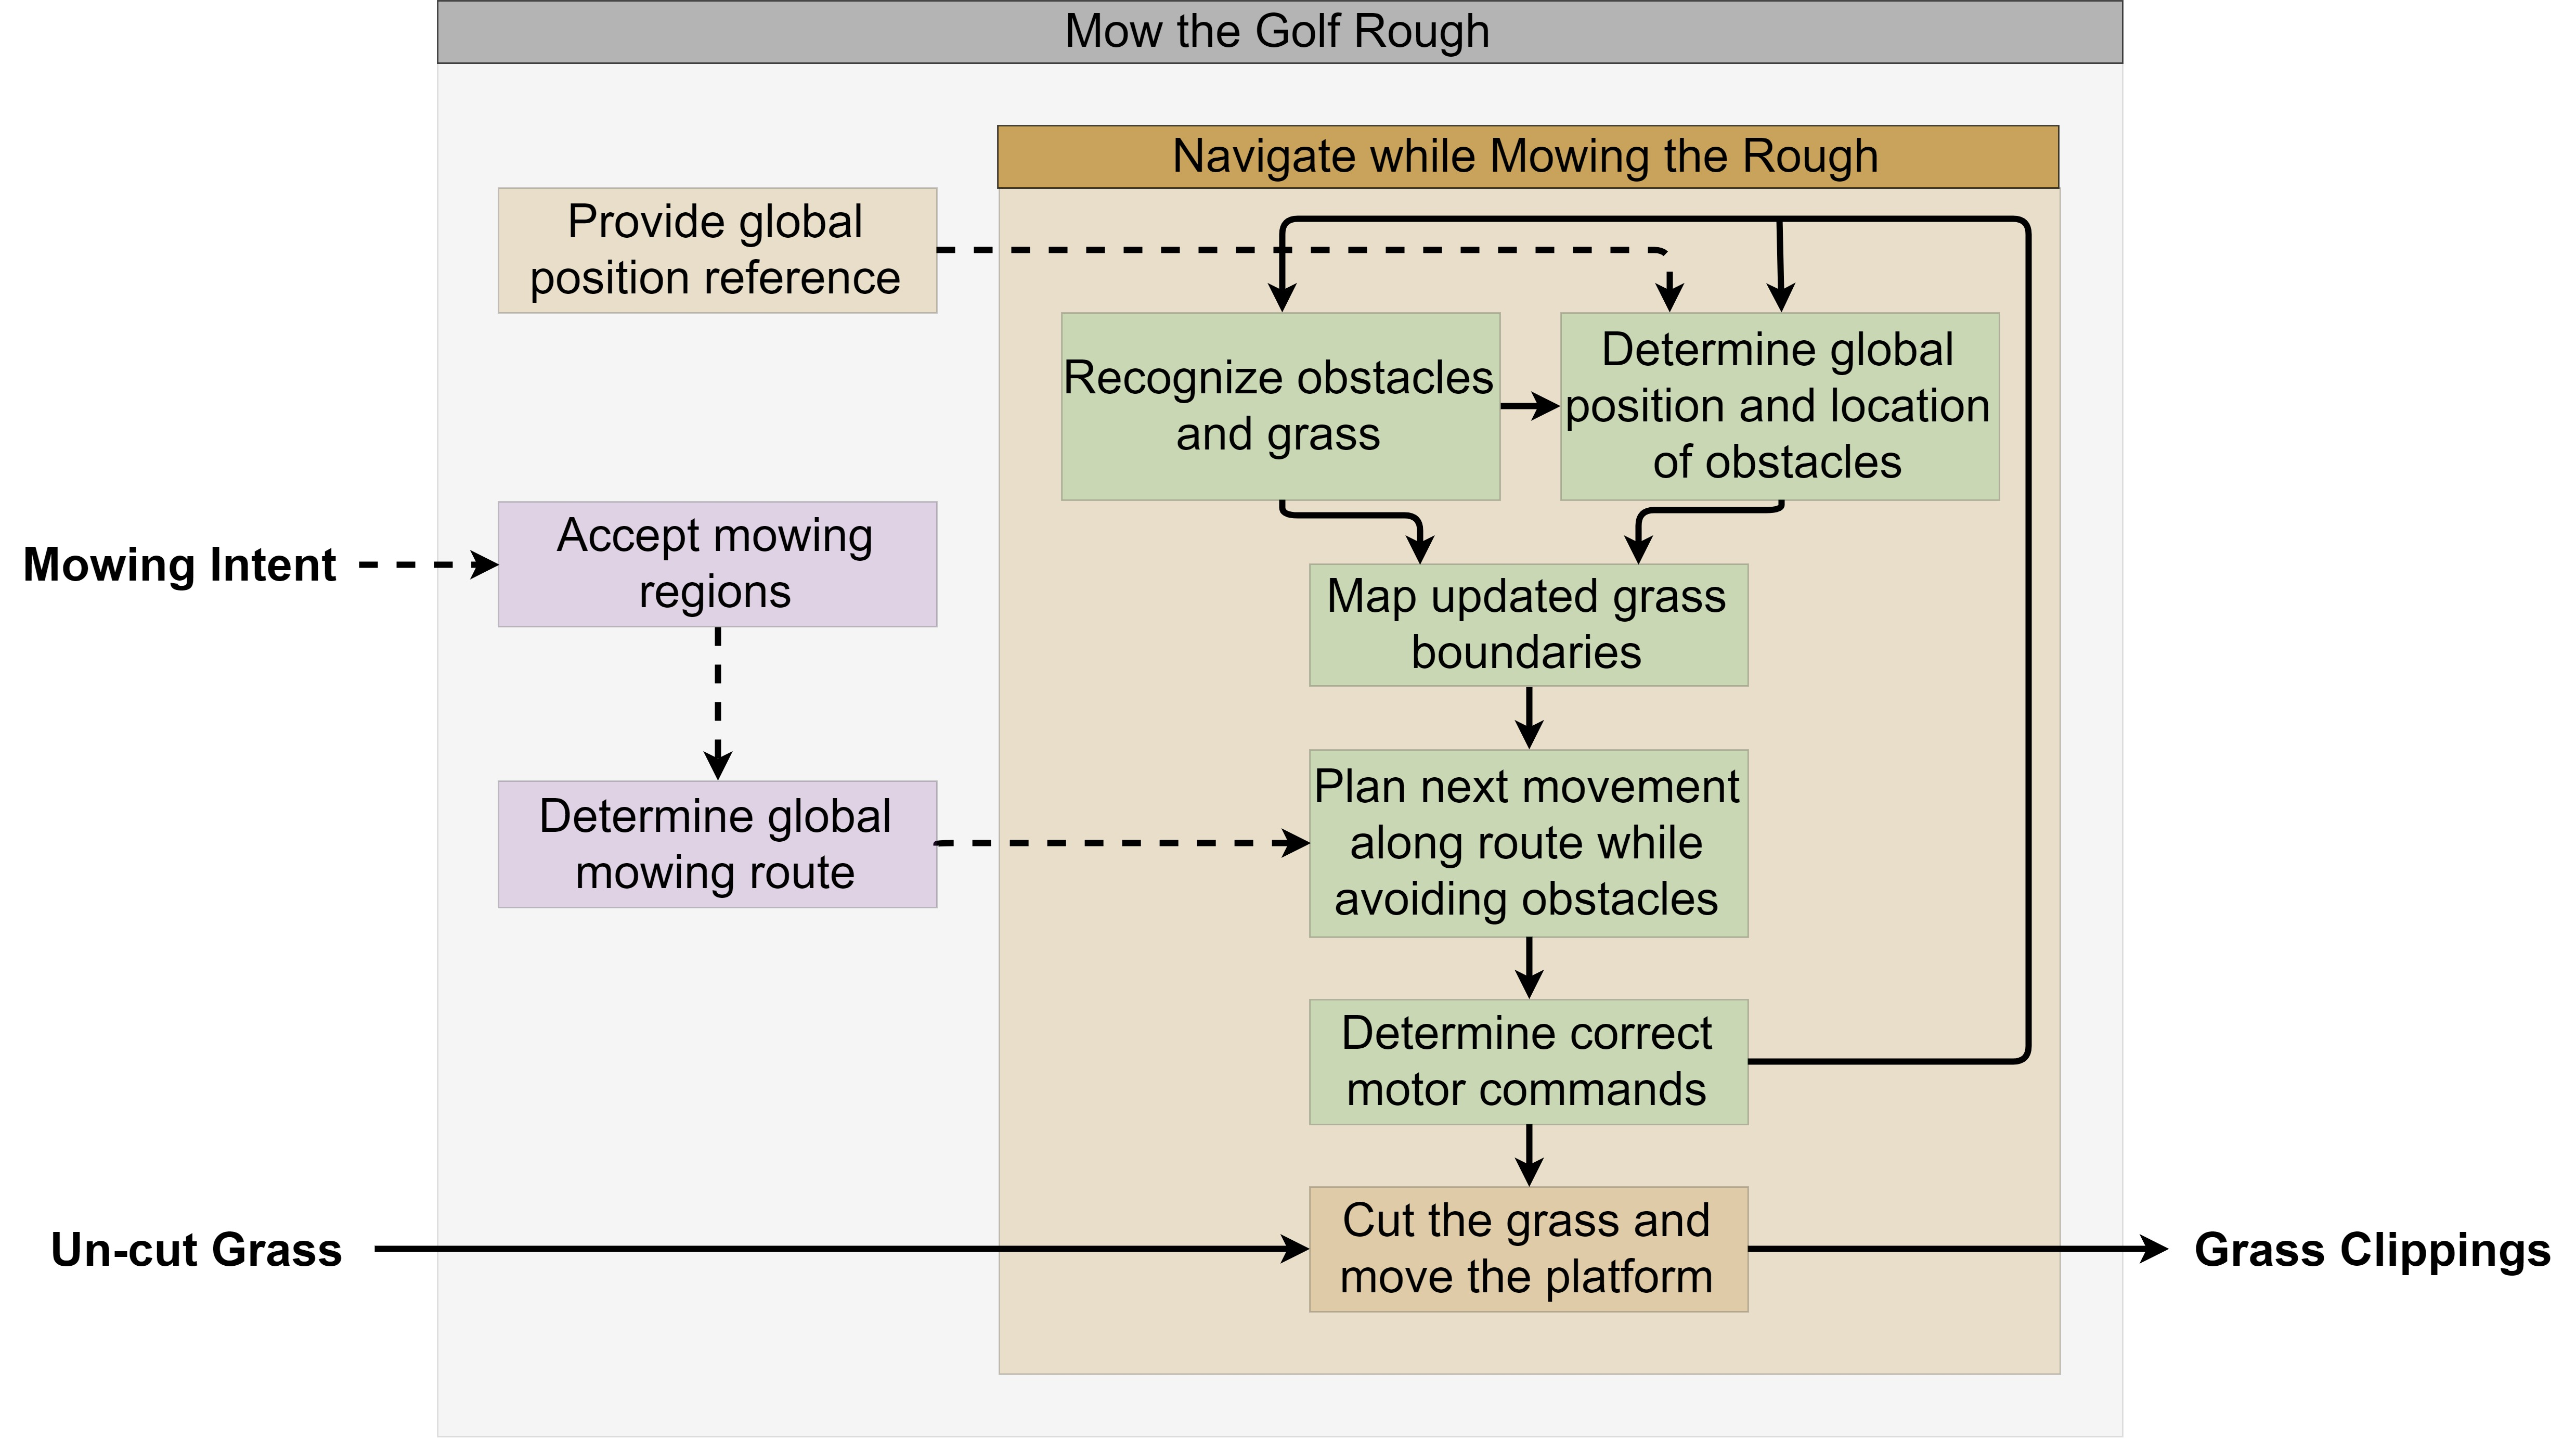 Mow the Golf Rough
Navigate while Mowing the Rough
Provide global
position reference
Recognize obstacles
and grass
Determine global
position and location
of obstacles
Mowing Intent
Accept mowing
regions
Map updated grass
boundaries
Determine global
mowing route
Plan next movement
along route while
avoiding obstacles
Determine correct
motor commands
Un-cut Grass
Cut the grass and
move the platform
Grass Clippings